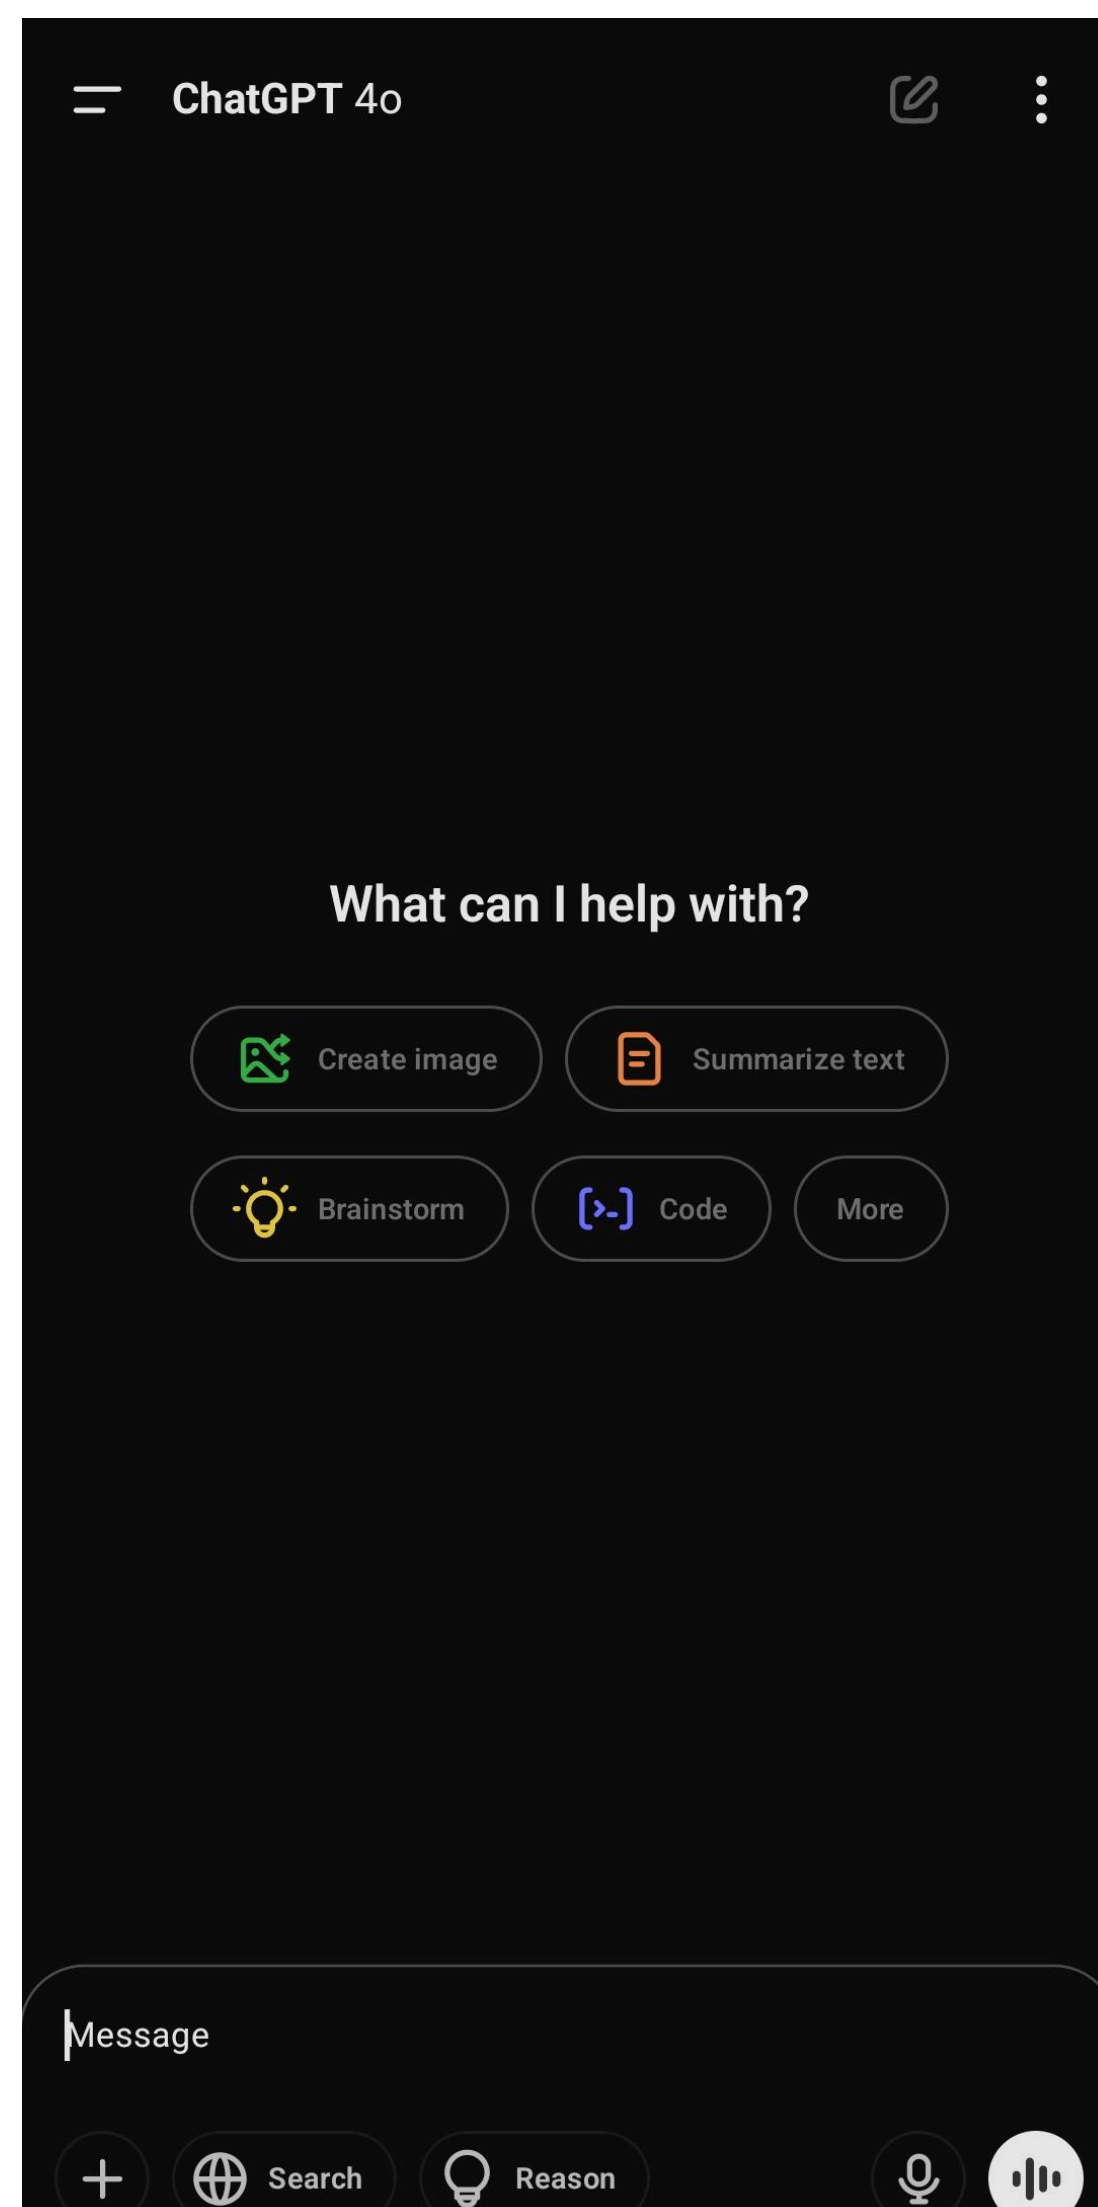 ChatGPT 4o
What can I help with?
Create image
Summarize text
Brainstorm
Code
More
Message
Search
Reason